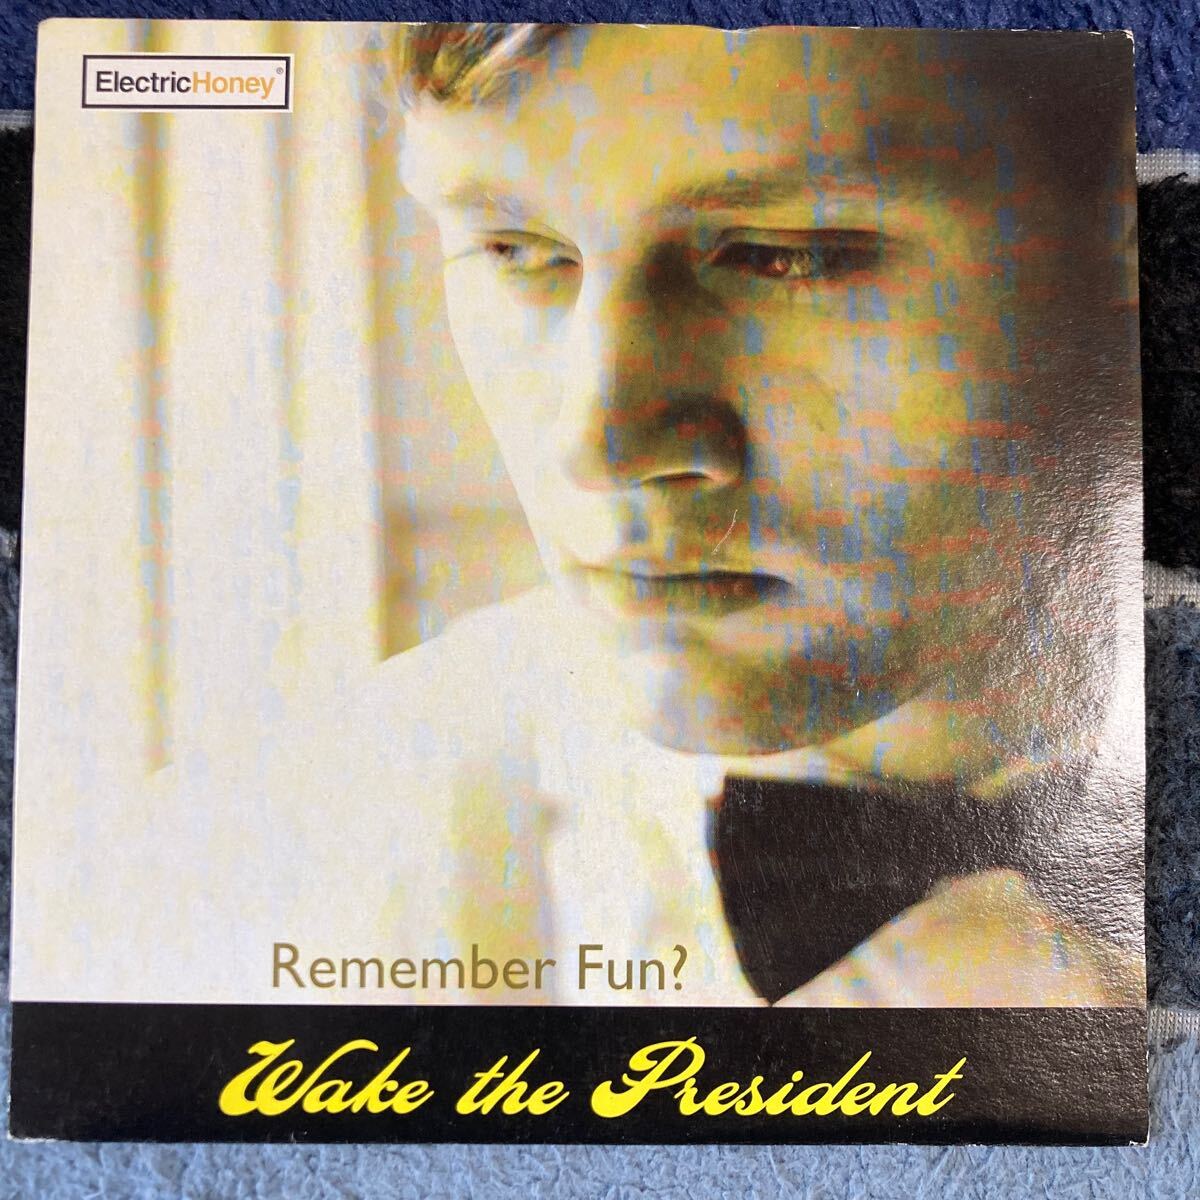 ElectricHoney®
Remember Fun?
Wake the President